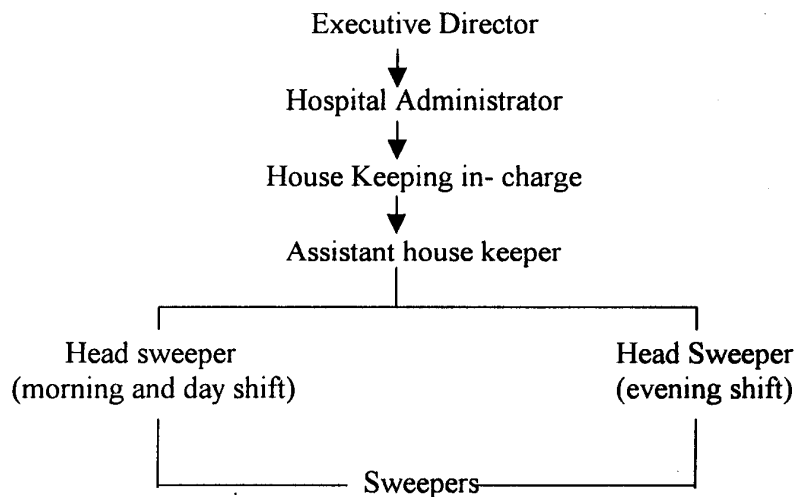 Executive Director
Hospital Administrator
House Keeping in- charge
Assistant house keeper
Head sweeper
(morning and day shift)
Head Sweeper
(evening shift)
Sweepers